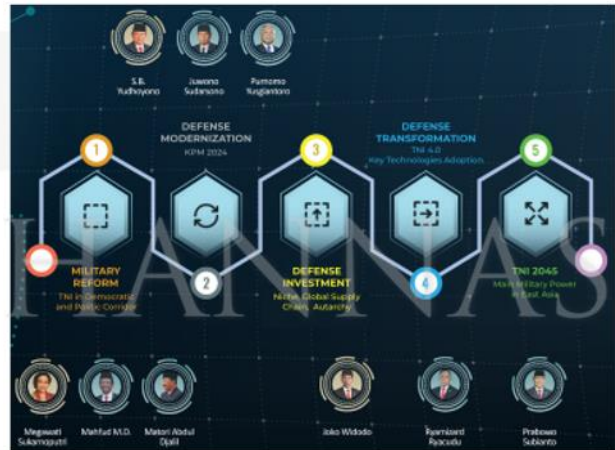 S.B.
Yudhoyono
Juwono
Sudarsono
Purnomo
Yusgiantoro
DEFENSE
MODERNIZATION
KPM 2024
DEFENSE
TRANSFORMATION
TNI 4.0
Key Technologies Adoption
1
3
5
2
4
MILITARY
REFORM
TNI in Democratic
and Politic Corridor
DEFENSE
INVESTMENT
Niche, Global Supply
Chain, Autarchy
TNI 2045
Main Military Power
in East Asia
HANNAS
Megawati
Sukarnoputri
Mahfud M.D.
Matori Abdul
Djalil
Joko Widodo
Ryamizard
Ryacudu
Prabowo
Subianto